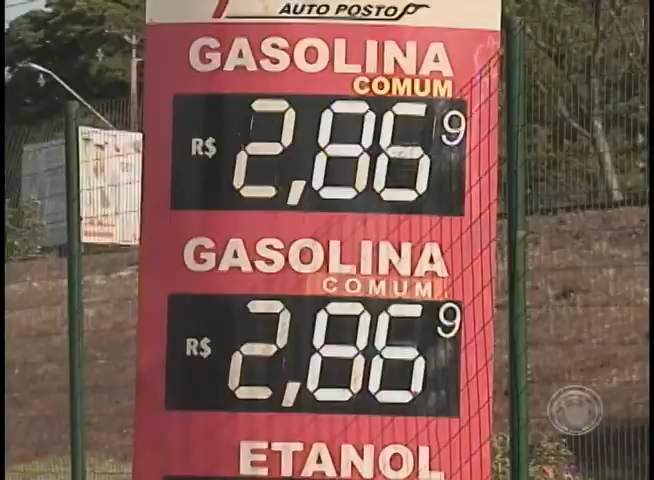 AUTO POSTO
GASOLINA
COMUM
R$ 2,86 9
GASOLINA
COMUM
R$ 2,86 9
ETANOL